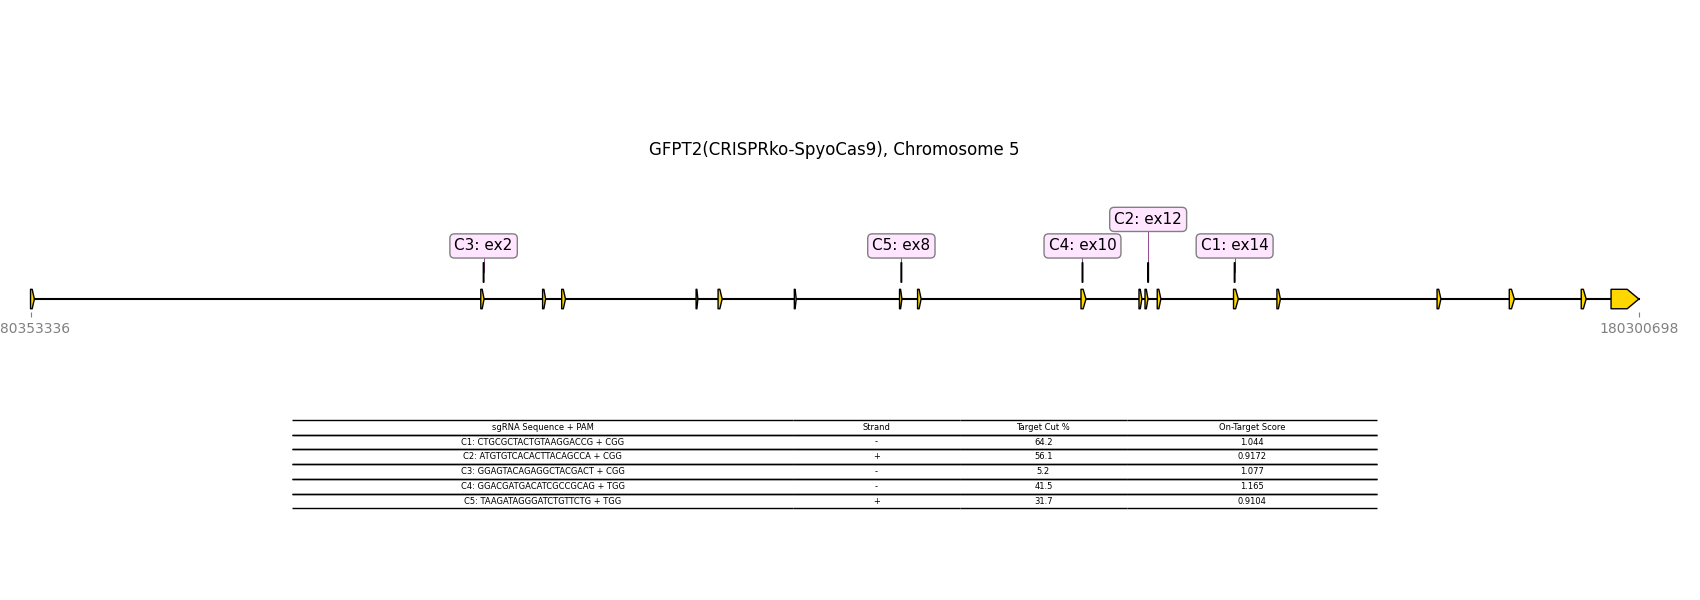 GFPT2(CRISPRko-SpyoCas9), Chromosome 5
C2: ex12
C3: ex2 C5: ex8 C4: ex10 C1: ex14
80353336 180300698
sgRNA Sequence + PAM Strand Target Cut % On-Target Score
C1: CTGCGCTACTGTAAGGACCG + CGG - 64.2 1.044
C2: ATGTGTCACACTTACAGCCA + CGG + 56.1 0.9172
C3: GGAGTACAGAGGCTACGACT + CGG - 5.2 1.077
C4: GGACGATGACATCGCCGCAG + TGG - 41.5 1.165
C5: TAAGATAGGGATCTGTTCTG + TGG + 31.7 0.9104